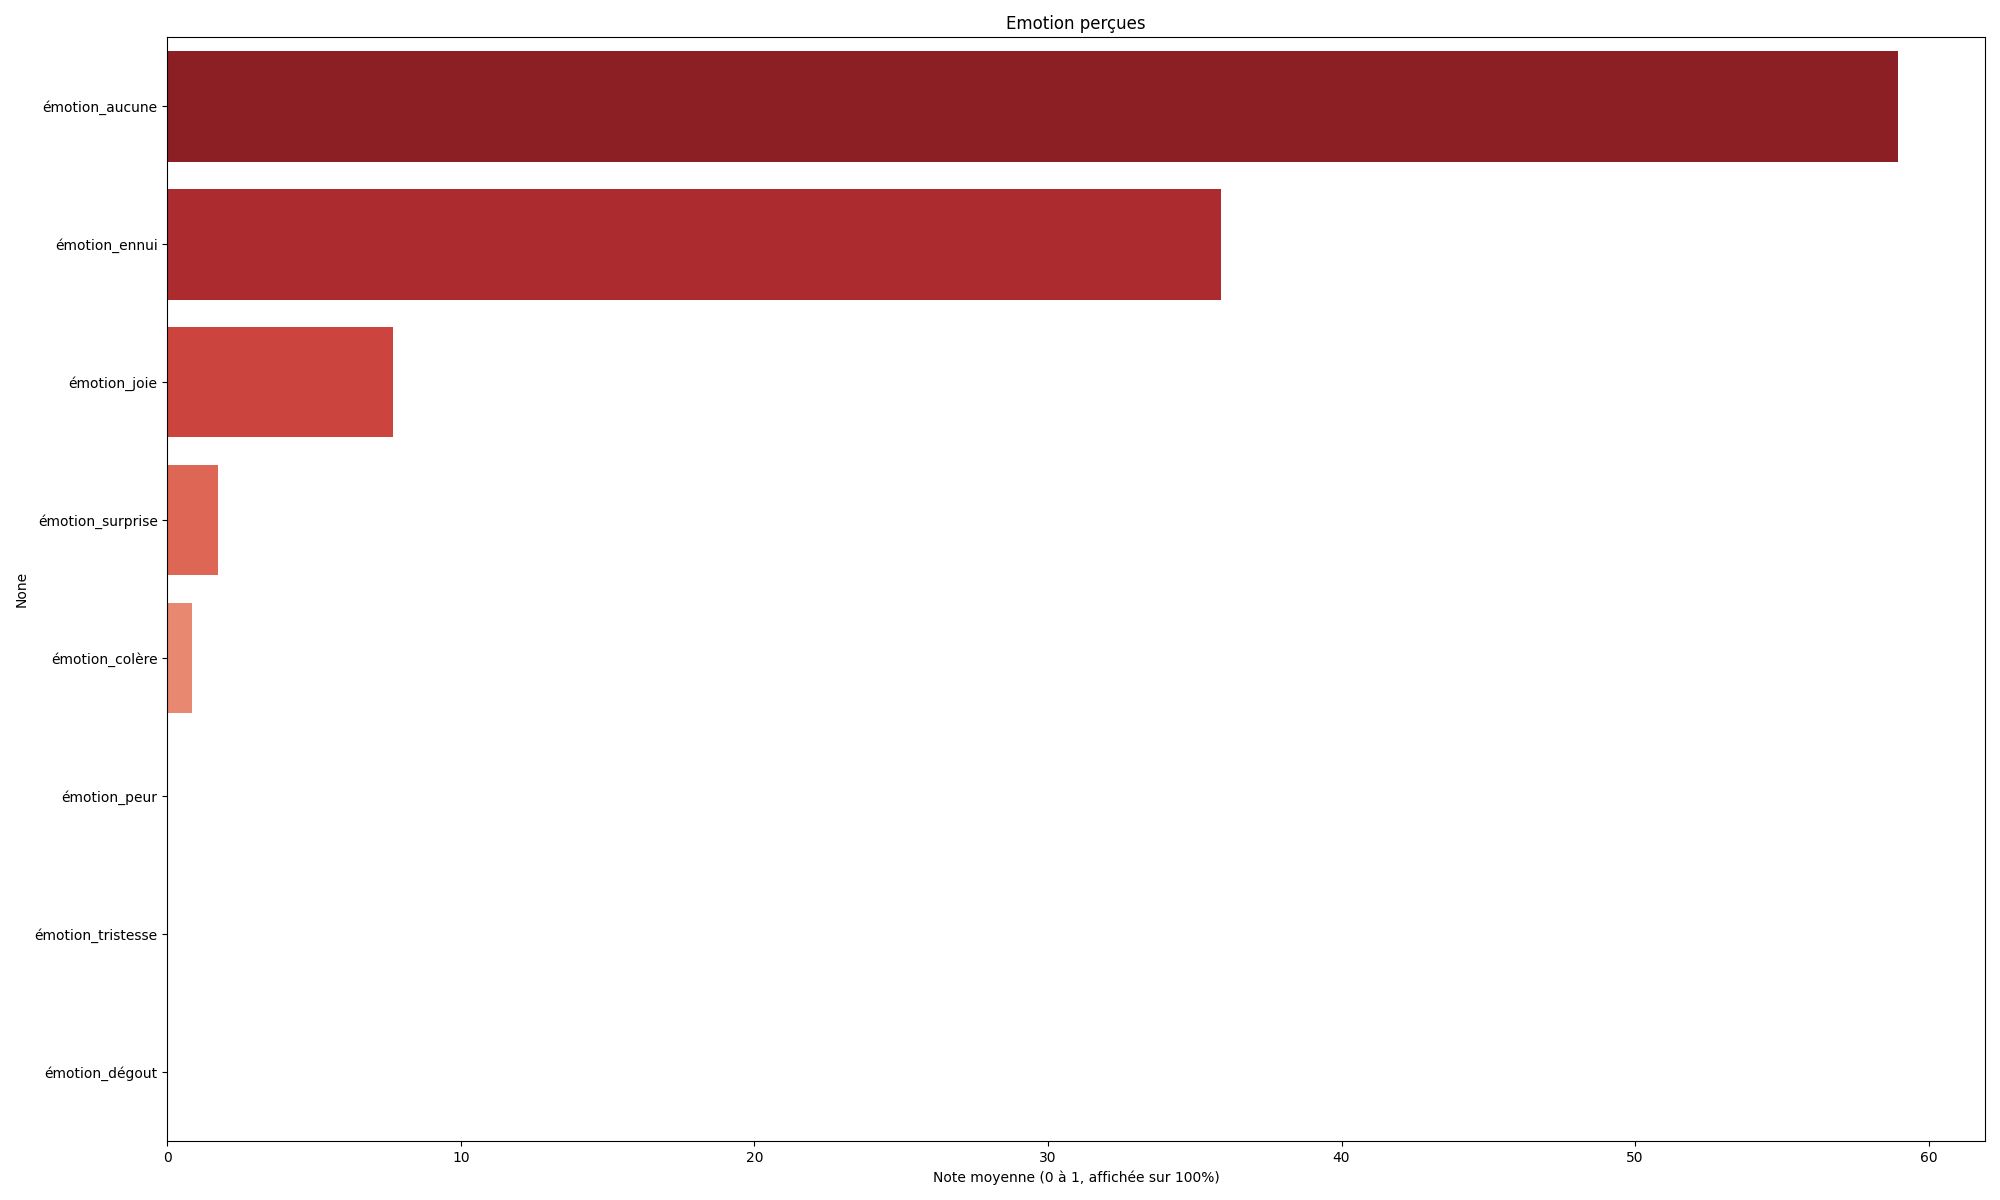 Emotion perçues
émotion_aucune
émotion_ennui
émotion_joie
émotion_surprise
émotion_colère
émotion_peur
émotion_tristesse
émotion_dégout
None
0 10 20 30 40 50 60
Note moyenne (0 à 1, affichée sur 100%)